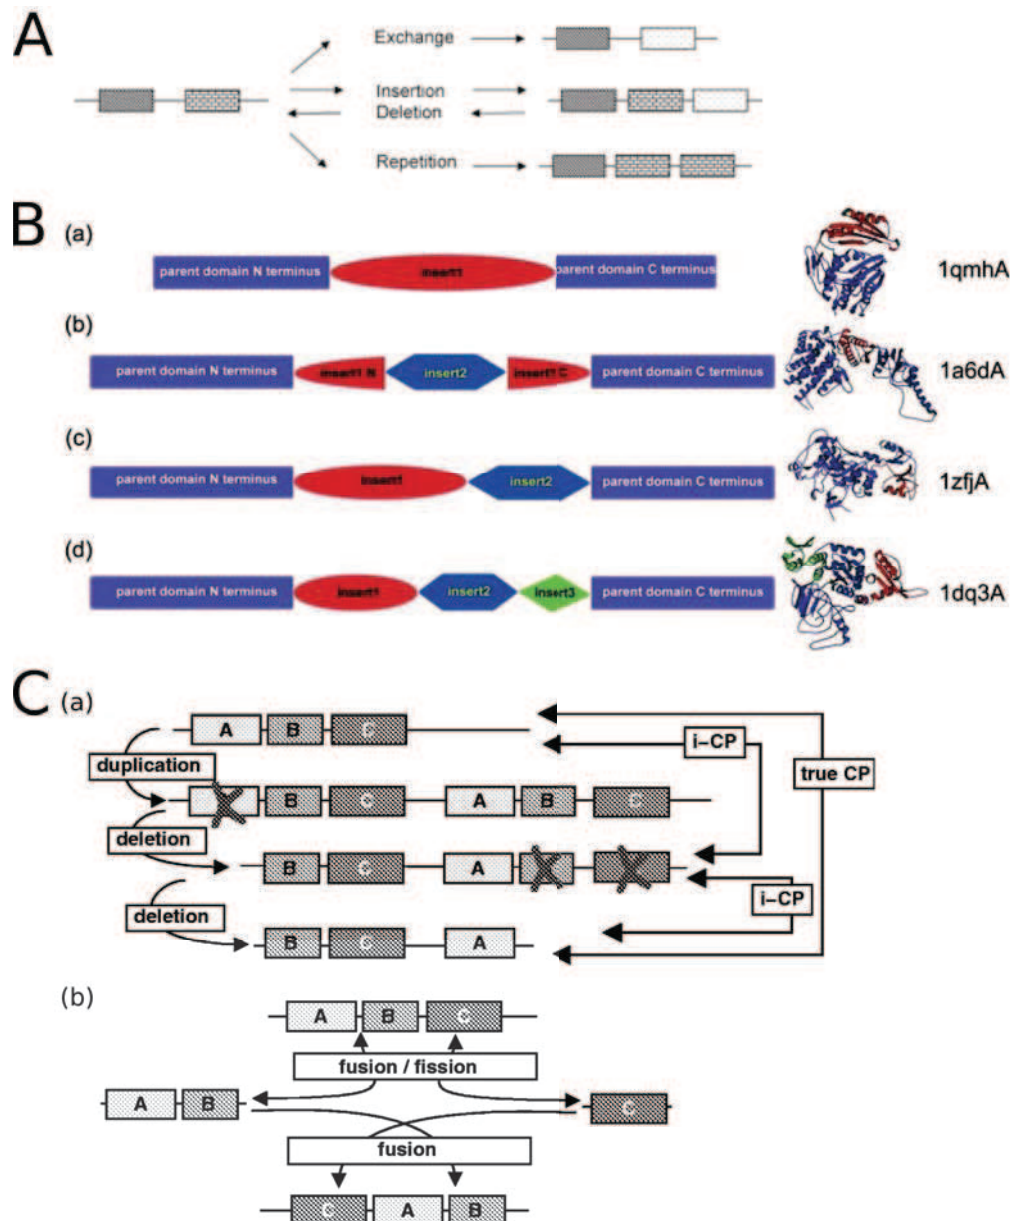 A
Exchange
Insertion
Deletion
Repetition
B
(a)
parent domain N terminus insert1 parent domain C terminus 1qmhA
(b)
parent domain N terminus insert1 N insert2 insert1 C parent domain C terminus 1a6dA
(c)
parent domain N terminus insert1 insert2 parent domain C terminus 1zfjA
(d)
parent domain N terminus insert1 insert2 insert3 parent domain C terminus 1dq3A
C
(a)
A B C
i-CP
duplication
true CP
B C A B C
deletion
B C A
i-CP
deletion
B C A
(b)
A B C
fusion / fission
A B C
fusion
C A B